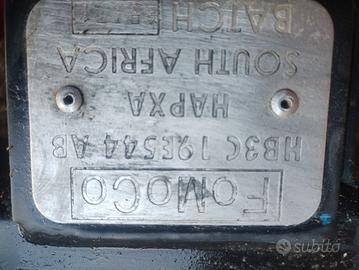 FoMoCo
HB3C 19E544 AB
HAPXA
SOUTH AFRICA
BATCH
subito